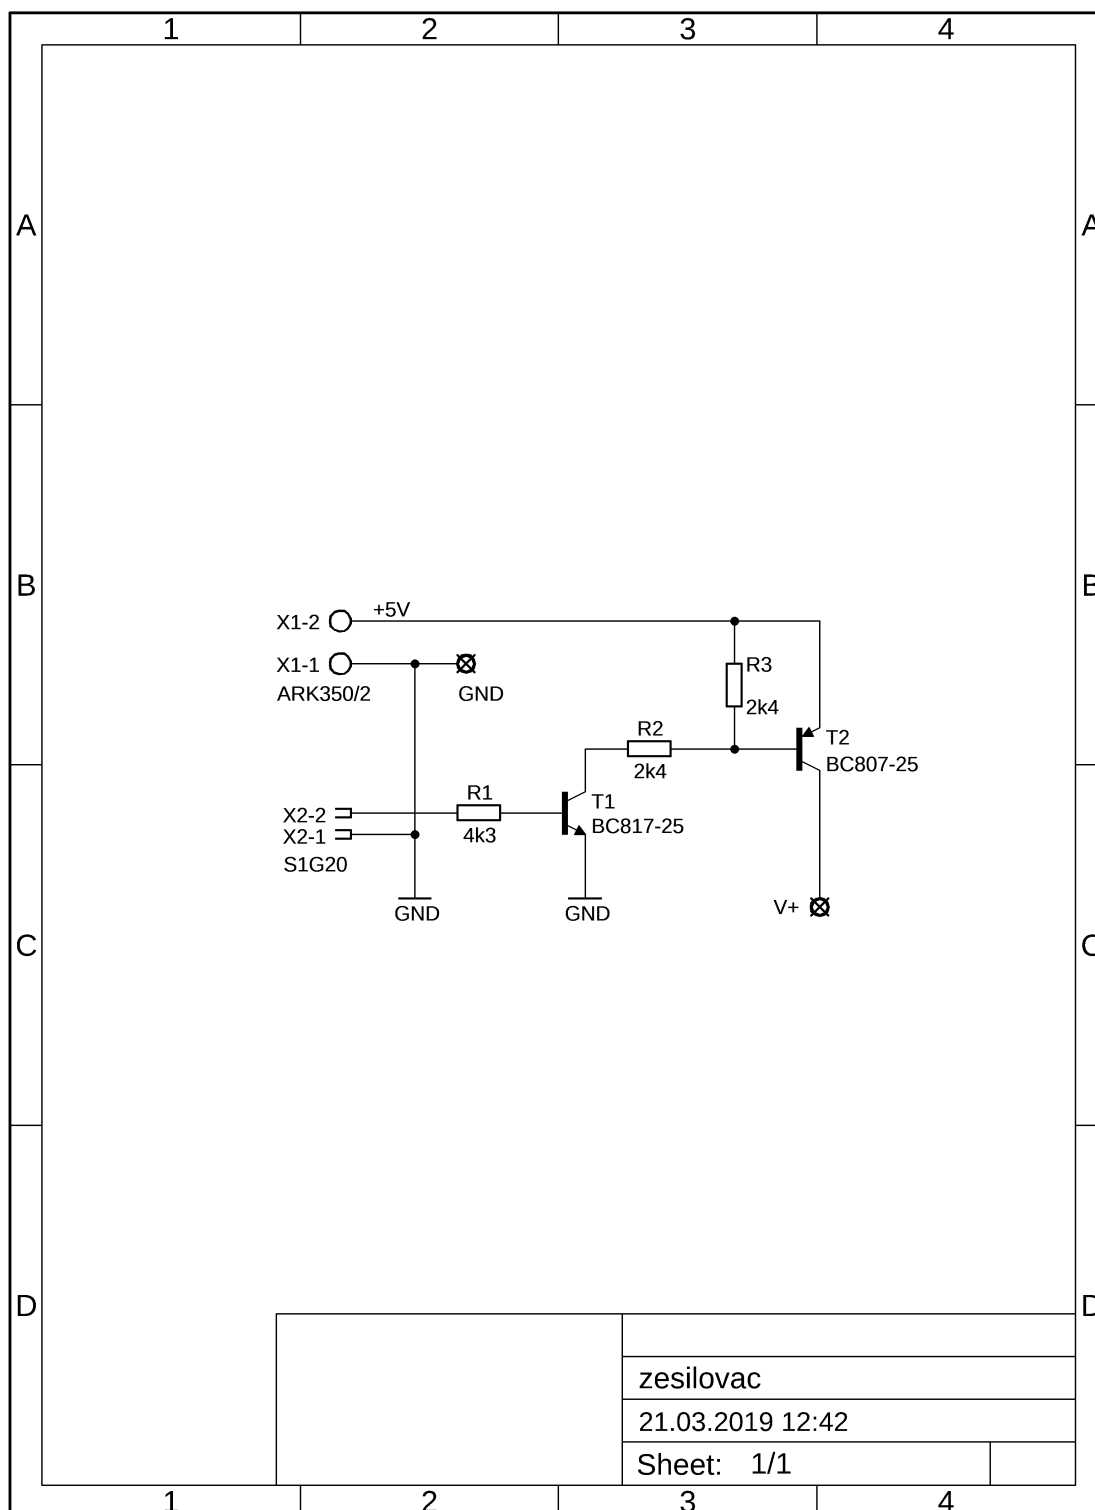 1 2 3 4
A A
B B
X1-2 +5V
X1-1 R3
ARK350/2 GND 2k4
R2 T2
2k4 BC807-25
R1 T1
X2-2 BC817-25
X2-1 4k3
S1G20
GND GND V+
C C
D D
zesilovac
21.03.2019 12:42
Sheet: 1/1
1 2 3 4